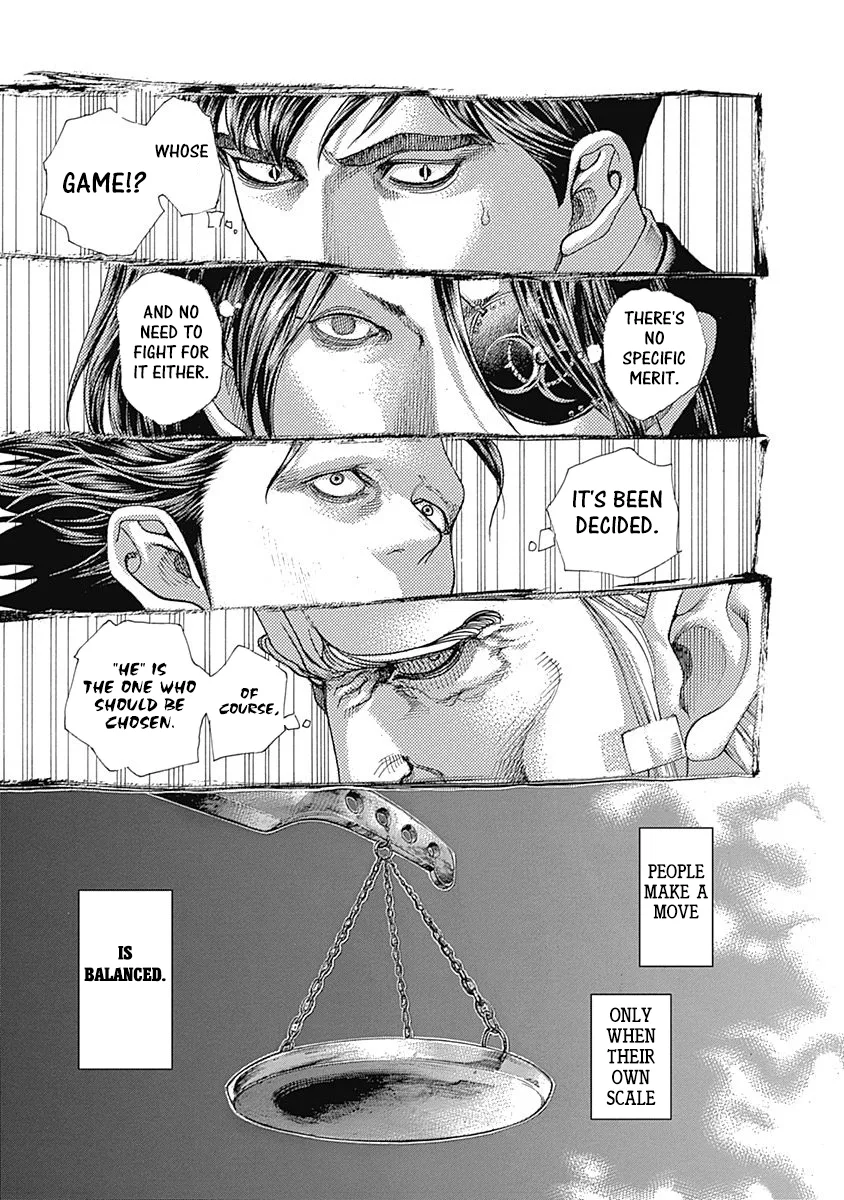 WHOSE
GAME!?
THERE'S
NO
SPECIFIC
MERIT.
AND NO
NEED TO
FIGHT FOR
IT EITHER.
IT'S BEEN
DECIDED.
OF
COURSE,
"HE" IS
THE ONE WHO
SHOULD BE
CHOSEN.
PEOPLE
MAKE A
MOVE
ONLY
WHEN
THEIR
OWN
SCALE
IS
BALANCED.